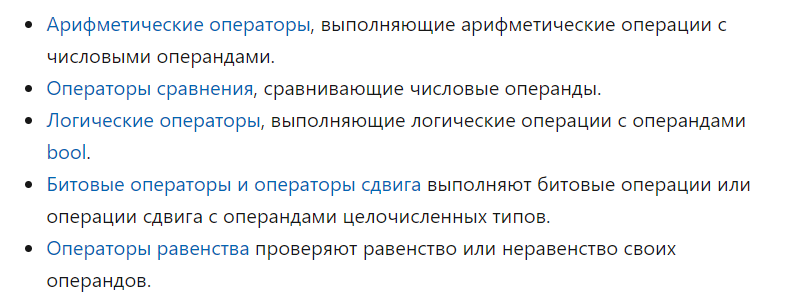 • Арифметические операторы, выполняющие арифметические операции с
числовыми операндами.
• Операторы сравнения, сравнивающие числовые операнды.
• Логические операторы, выполняющие логические операции с операндами
bool.
• Битовые операторы и операторы сдвига выполняют битовые операции или
операции сдвига с операндами целочисленных типов.
• Операторы равенства проверяют равенство или неравенство своих
операндов.